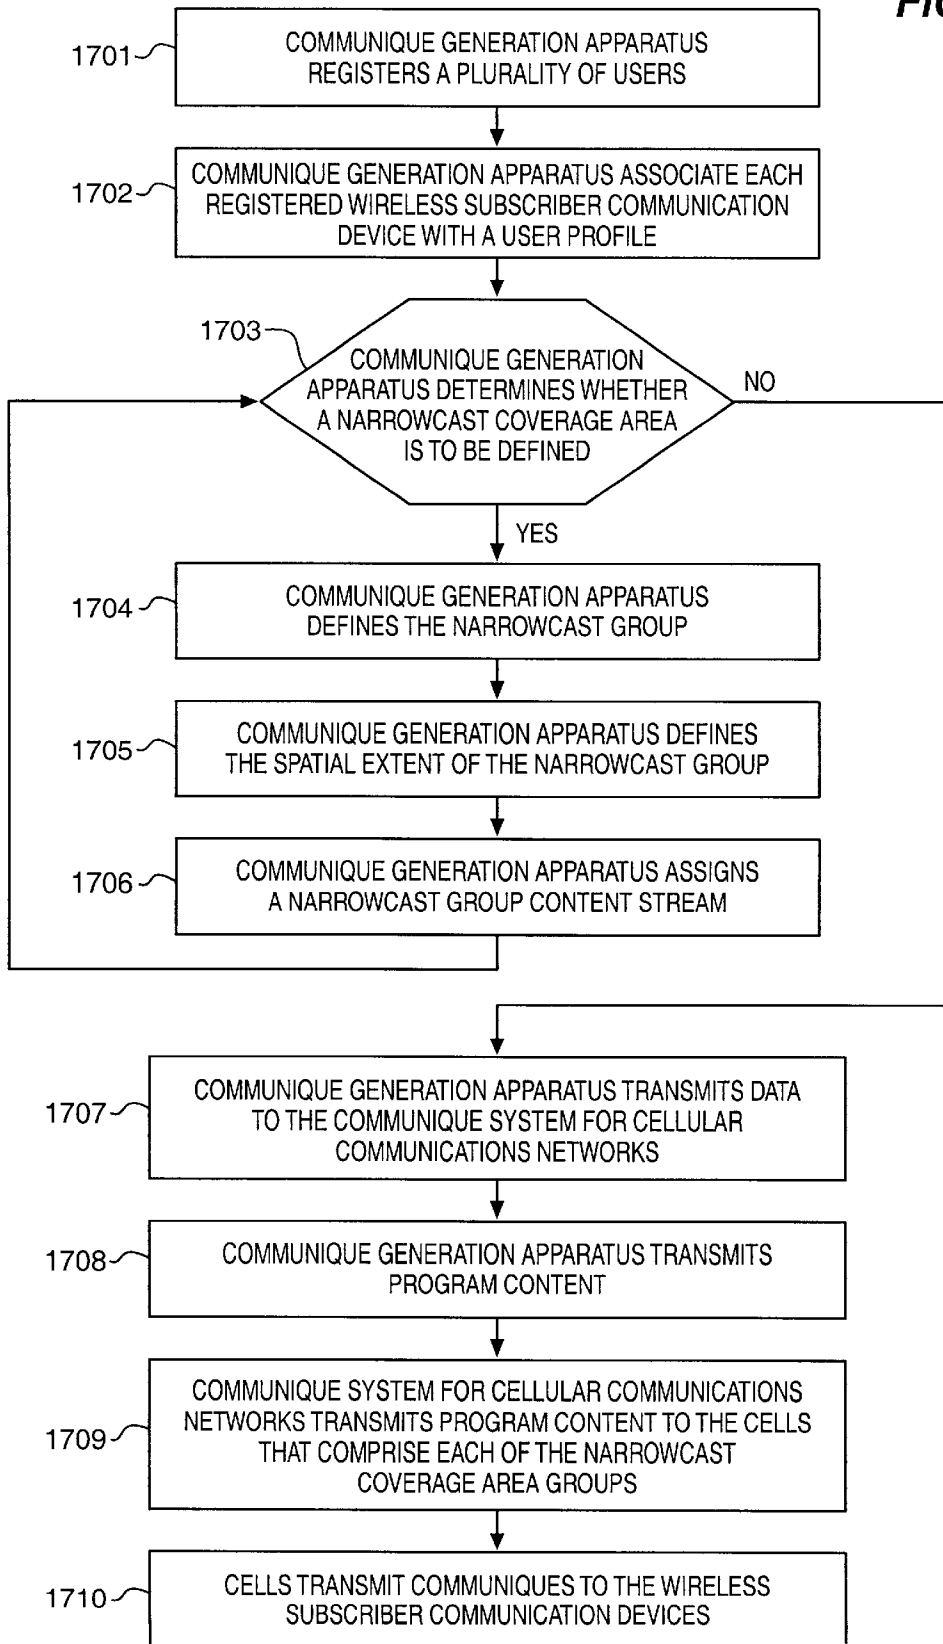 FIG
1701
COMMUNIQUE GENERATION APPARATUS
REGISTERS A PLURALITY OF USERS
1702
COMMUNIQUE GENERATION APPARATUS ASSOCIATE EACH
REGISTERED WIRELESS SUBSCRIBER COMMUNICATION
DEVICE WITH A USER PROFILE
1703
COMMUNIQUE GENERATION
APPARATUS DETERMINES WHETHER
A NARROWCAST COVERAGE AREA
IS TO BE DEFINED
NO
YES
1704
COMMUNIQUE GENERATION APPARATUS
DEFINES THE NARROWCAST GROUP
1705
COMMUNIQUE GENERATION APPARATUS DEFINES
THE SPATIAL EXTENT OF THE NARROWCAST GROUP
1706
COMMUNIQUE GENERATION APPARATUS ASSIGNS
A NARROWCAST GROUP CONTENT STREAM
1707
COMMUNIQUE GENERATION APPARATUS TRANSMITS DATA
TO THE COMMUNIQUE SYSTEM FOR CELLULAR
COMMUNICATIONS NETWORKS
1708
COMMUNIQUE GENERATION APPARATUS TRANSMITS
PROGRAM CONTENT
1709
COMMUNIQUE SYSTEM FOR CELLULAR COMMUNICATIONS
NETWORKS TRANSMITS PROGRAM CONTENT TO THE CELLS
THAT COMPRISE EACH OF THE NARROWCAST
COVERAGE AREA GROUPS
1710
CELLS TRANSMIT COMMUNIQUES TO THE WIRELESS
SUBSCRIBER COMMUNICATION DEVICES